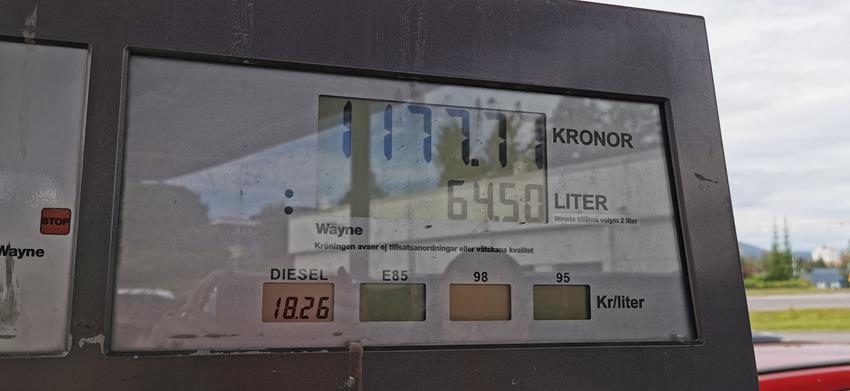 1177.77 KRONOR
64.50 LITER
Minsta tillåtna volym 2 liter
STOP
Wayne
Wayne
Kröningen avser ej tillsatsanordningar eller vätskans kvalitet
DIESEL E85 98 95
18.26 Kr/liter